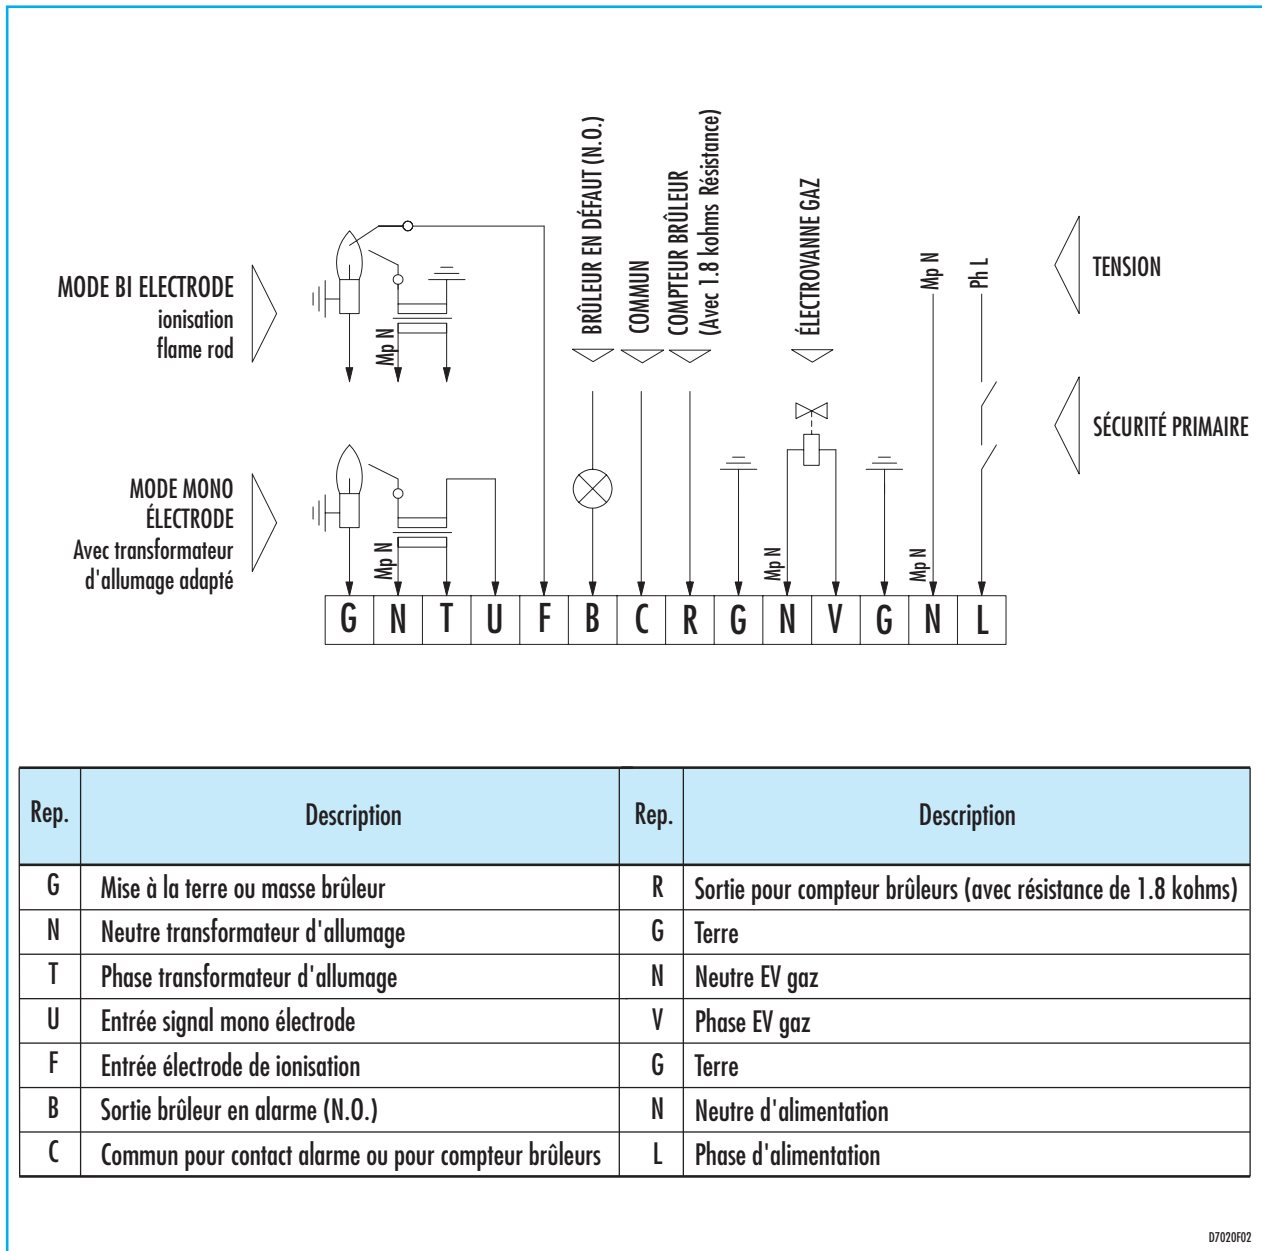 BRÛLEUR EN DÉFAUT (N.O.)
COMMUN
COMPTEUR BRÛLEUR
(Avec 1.8 kohms Résistance)
ÉLECTROVANNE GAZ
Mp N
Ph L
TENSION
MODE BI ELECTRODE
ionisation
flame rod
Mp N
SÉCURITÉ PRIMAIRE
MODE MONO
ÉLECTRODE
Avec transformateur
d'allumage adapté
Mp N
Mp N
Mp N
G N T U F B C R G N V G N L
Rep. Description Rep. Description
G Mise à la terre ou masse brûleur R Sortie pour compteur brûleurs (avec résistance de 1.8 kohms)
N Neutre transformateur d'allumage G Terre
T Phase transformateur d'allumage N Neutre EV gaz
U Entrée signal mono électrode V Phase EV gaz
F Entrée électrode de ionisation G Terre
B Sortie brûleur en alarme (N.O.) N Neutre d'alimentation
C Commun pour contact alarme ou pour compteur brûleurs L Phase d'alimentation
D7020F02